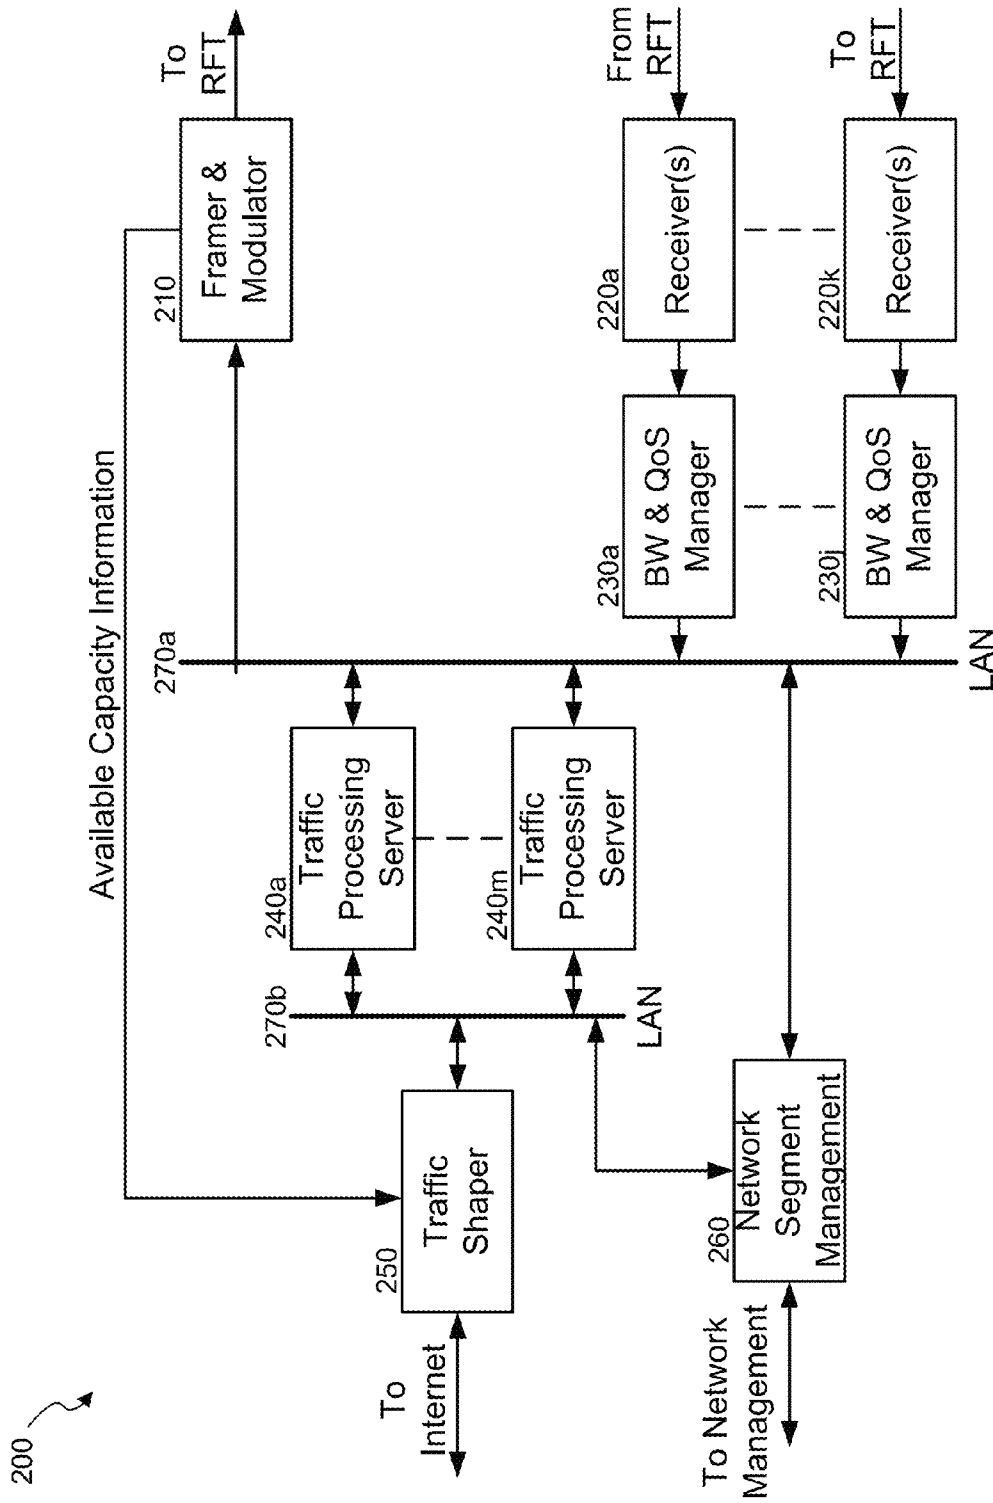 200
Available Capacity Information
To
Internet
250
Traffic
Shaper
270b
LAN
240a
Traffic
Processing
Server
240m
Traffic
Processing
Server
270a
LAN
210
Framer &
Modulator
To
RFT
To Network
Management
260
Network
Segment
Management
230a
BW & QoS
Manager
220a
Receiver(s)
From
RFT
230j
BW & QoS
Manager
220k
Receiver(s)
To
RFT